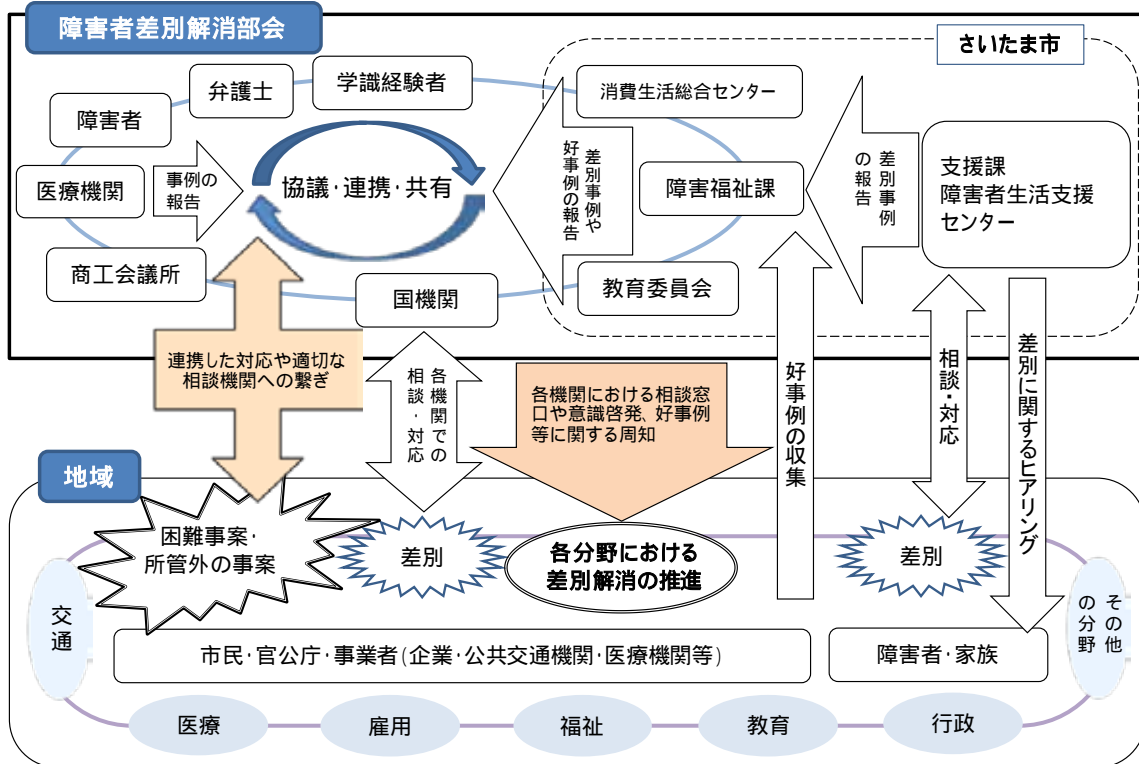 障害者差別解消部会
さいたま市
弁護士
学識経験者
消費生活総合センター
障害者
医療機関
事例の
報告
協議・連携・共有
差別事例や
好事例の報告
障害福祉課
差別事例
の報告
支援課
障害者生活支援
センター
商工会議所
国機関
教育委員会
連携した対応や適切な
相談機関への繋ぎ
各機関での
相談・対応
各機関における相談窓
口や意識啓発、好事例
等に関する周知
好事例の収集
相談・対応
差別に関するヒアリング
地域
困難事案・
所管外の事案
差別
各分野における
差別解消の推進
差別
交通
その他
の分野
市民・官公庁・事業者(企業・公共交通機関・医療機関等)
障害者・家族
医療
雇用
福祉
教育
行政